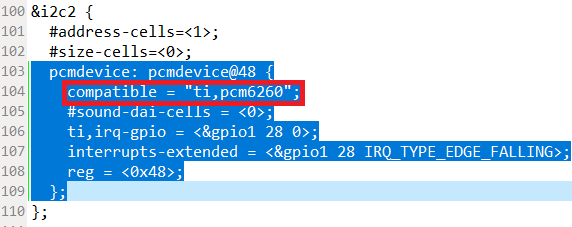 100 &i2c2 {
101 #address-cells=<1>;
102 #size-cells=<0>;
103 pcmdevice: pcmdevice@48 {
104 compatible = "ti,pcm6260";
105 #sound-dai-cells = <0>;
106 ti,irq-gpio = <&gpio1 28 0>;
107 interrupts-extended = <&gpio1 28 IRQ_TYPE_EDGE_FALLING>;
108 reg = <0x48>;
109 };
110 };